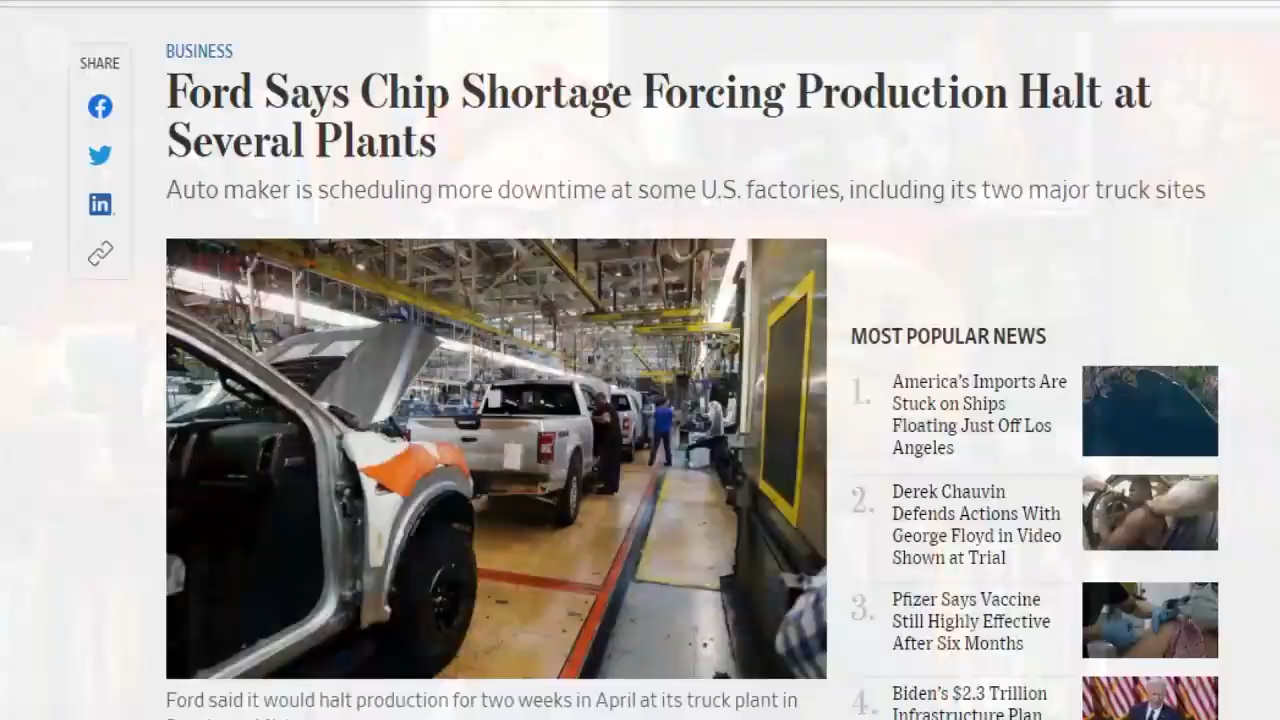 SHARE
BUSINESS
Ford Says Chip Shortage Forcing Production Halt at
Several Plants
Auto maker is scheduling more downtime at some U.S. factories, including its two major truck sites
MOST POPULAR NEWS
1.
America's Imports Are
Stuck on Ships
Floating Just Off Los
Angeles
2.
Derek Chauvin
Defends Actions With
George Floyd in Video
Shown at Trial
3.
Pfizer Says Vaccine
Still Highly Effective
After Six Months
4.
Biden's $2.3 Trillion
Infrastructure Plan
Ford said it would halt production for two weeks in April at its truck plant in